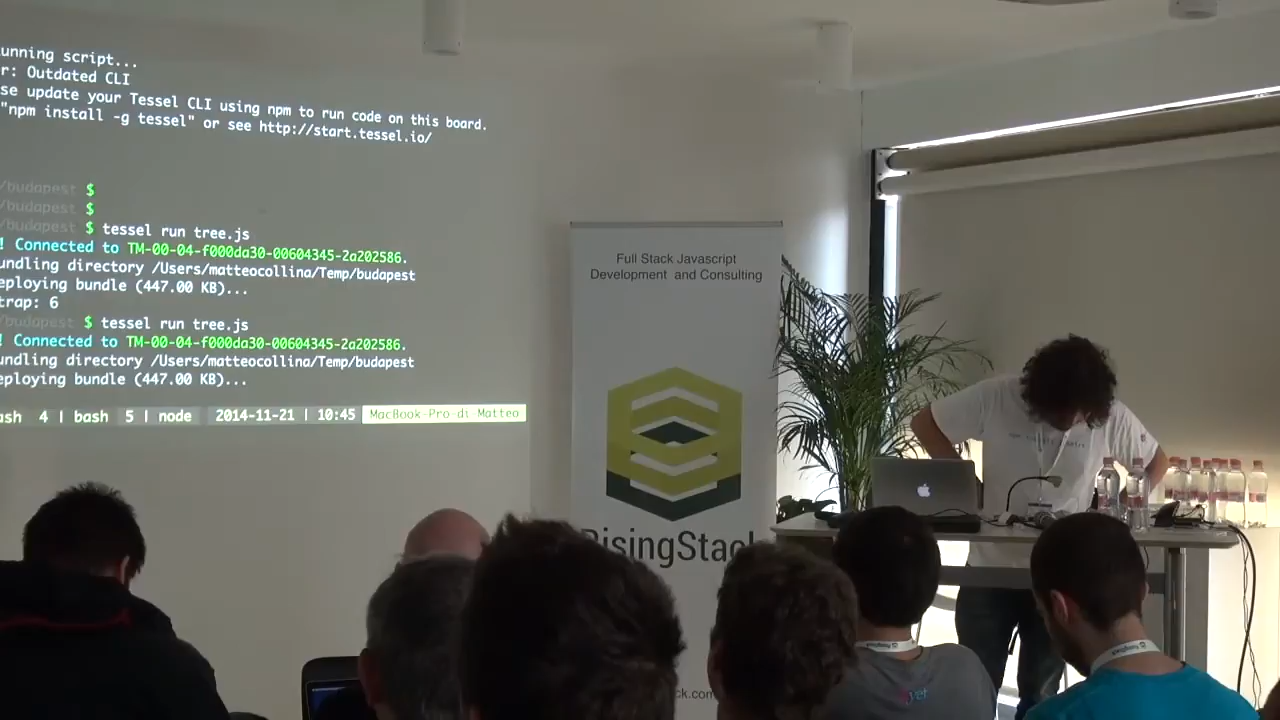 unning script...
r: Outdated CLI
se update your Tessel CLI using npm to run code on this board.
"npm install -g tessel" or see http://start.tessel.io/
/budapest $
/budapest $
/budapest $ tessel run tree.js
! Connected to TM-00-04-f000da30-00604345-2a202586.
undling directory /Users/matteocollina/Temp/budapest
eploying bundle (447.00 KB)...
trap: 6
/budapest $ tessel run tree.js
! Connected to TM-00-04-f000da30-00604345-2a202586.
undling directory /Users/matteocollina/Temp/budapest
eploying bundle (447.00 KB)...
ash 4 | bash 5 | node 2014-11-21 | 10:45 MacBook-Pro-di-Matteo
Full Stack Javascript
Development and Consulting
RisingStack
ck.com